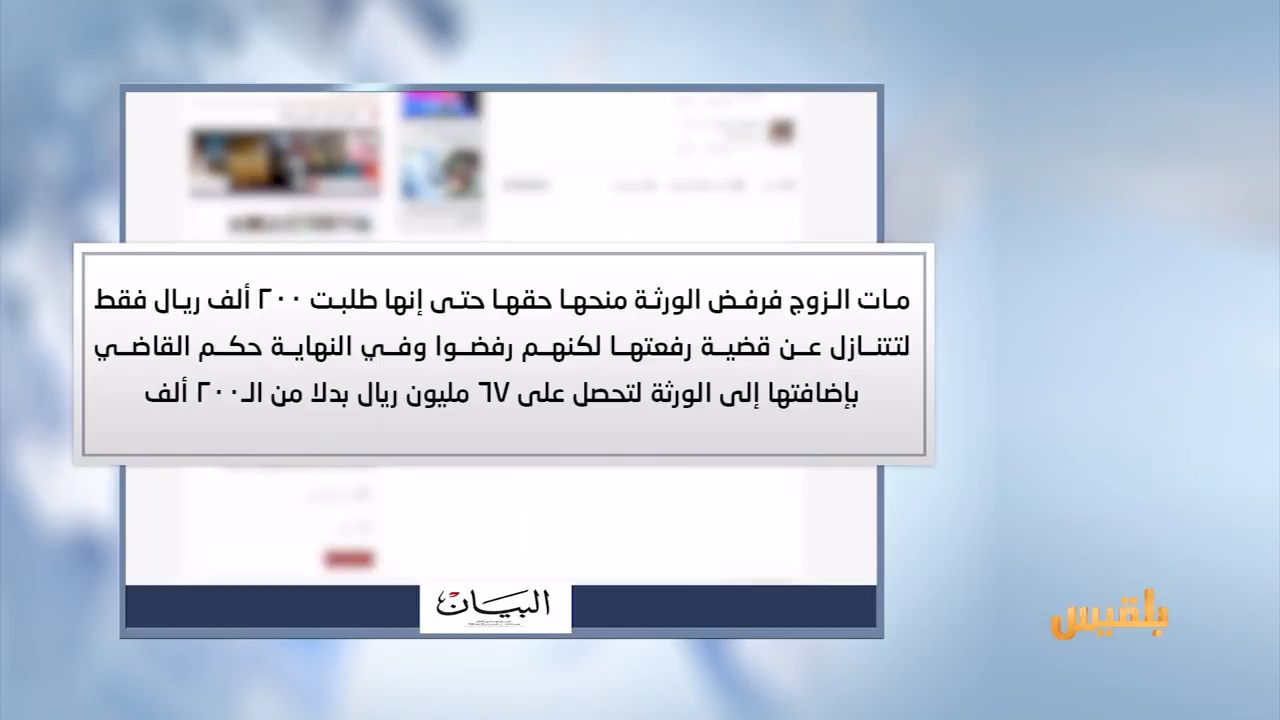 مات الزوج فرفض الورثة منحها حقها حتى إنها طلبت ٢٠٠ ألف ريال فقط
لتتنازل عن قضية رفعتها لكنهم رفضوا وفي النهاية حكم القاضي
بإضافتها إلى الورثة لتحصل على ٦٧ مليون ريال بدلا من الـ٢٠٠ ألف
البيان
بلقيس